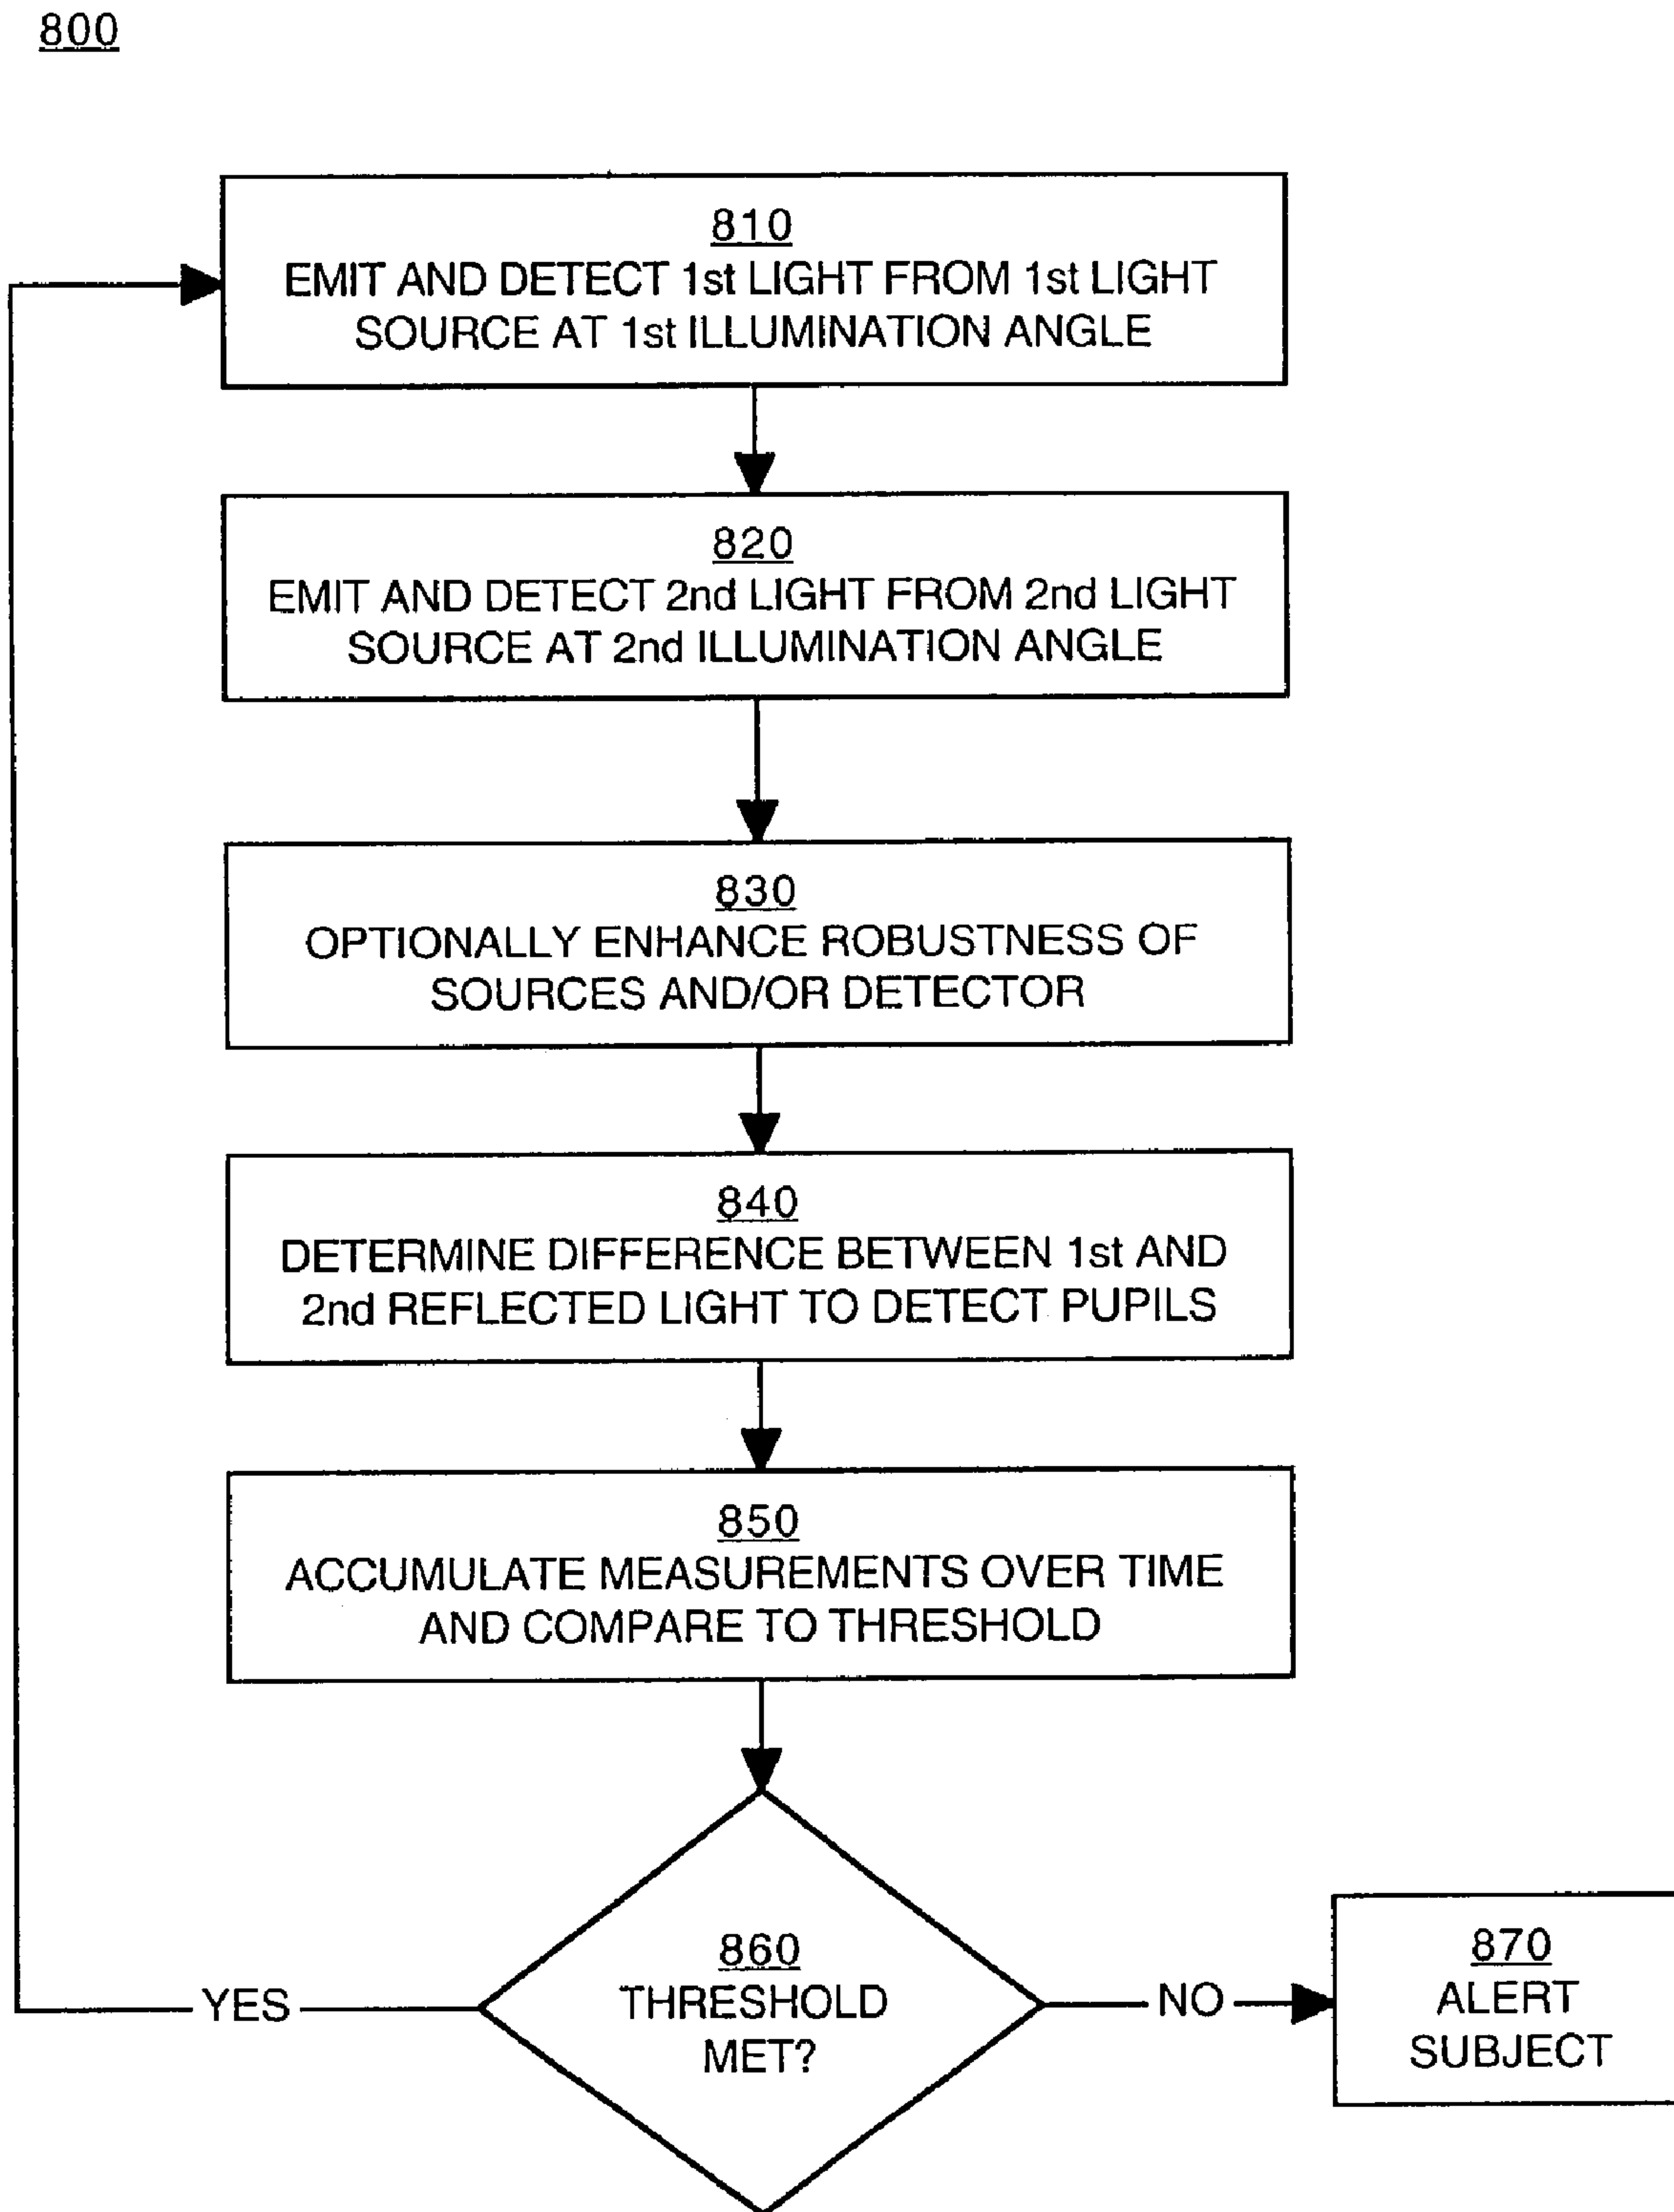 800
810
EMIT AND DETECT 1st LIGHT FROM 1st LIGHT
SOURCE AT 1st ILLUMINATION ANGLE
820
EMIT AND DETECT 2nd LIGHT FROM 2nd LIGHT
SOURCE AT 2nd ILLUMINATION ANGLE
830
OPTIONALLY ENHANCE ROBUSTNESS OF
SOURCES AND/OR DETECTOR
840
DETERMINE DIFFERENCE BETWEEN 1st AND
2nd REFLECTED LIGHT TO DETECT PUPILS
850
ACCUMULATE MEASUREMENTS OVER TIME
AND COMPARE TO THRESHOLD
860
THRESHOLD
MET?
YES
NO
870
ALERT
SUBJECT